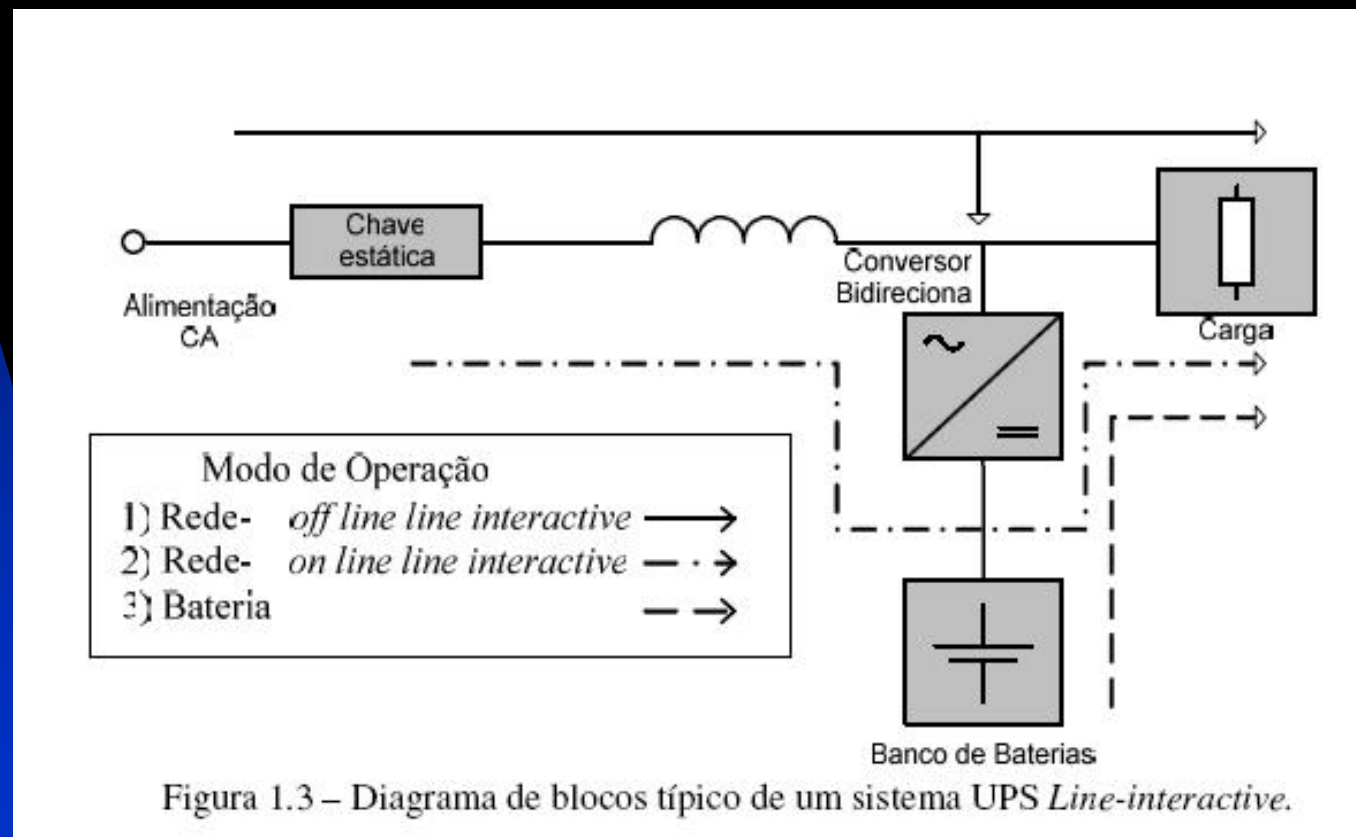 Chave
estática
Alimentação
CA
Conversor
Bidireciona
Carga
Modo de Operação
1) Rede- off line line interactive
2) Rede- on line line interactive
3) Bateria
Banco de Baterias
Figura 1.3 – Diagrama de blocos típico de um sistema UPS Line-interactive.